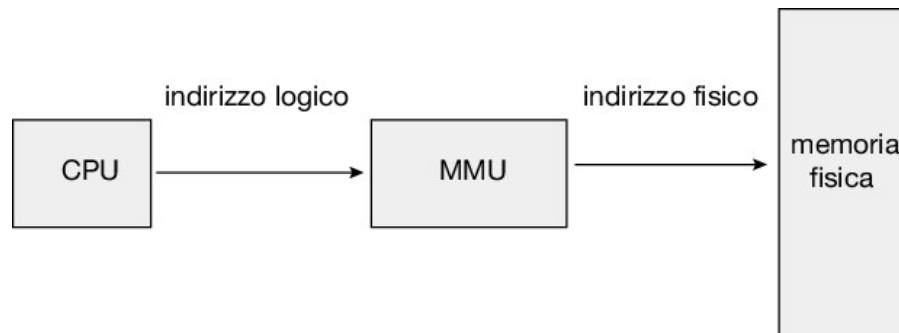 indirizzo logico
indirizzo fisico
CPU
MMU
memoria
fisica